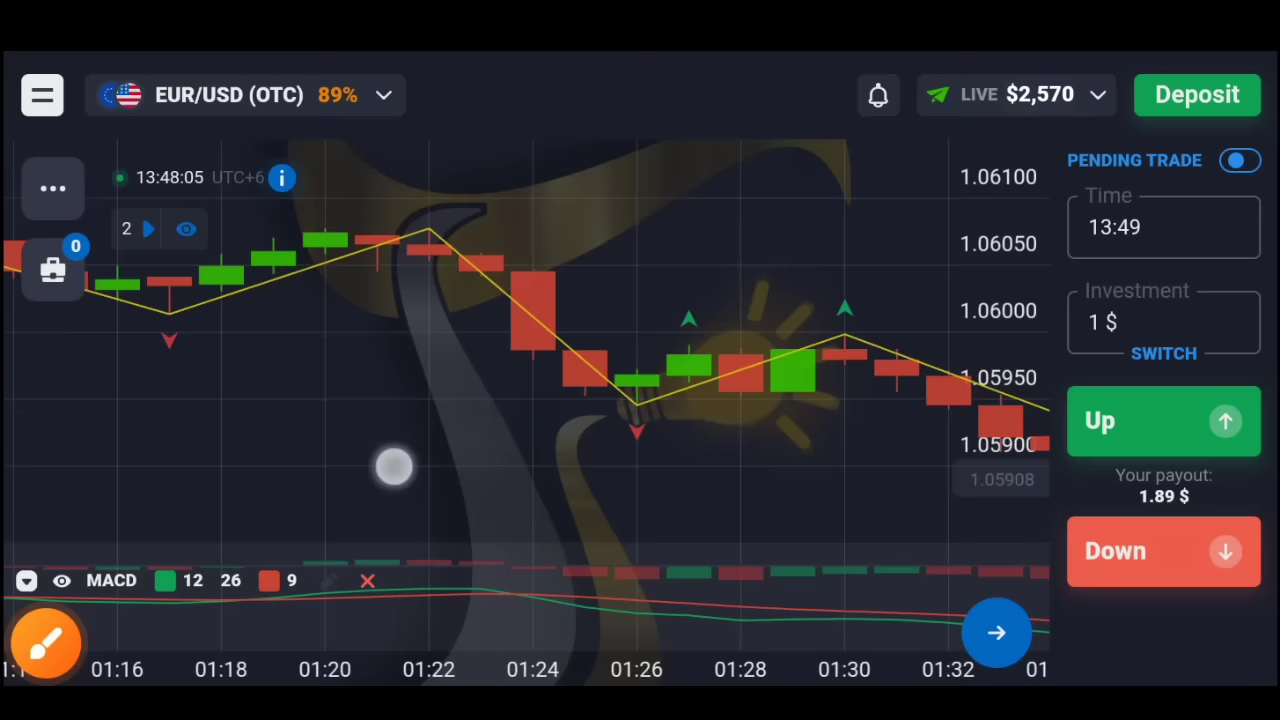 EUR/USD (OTC) 89%
LIVE $2,570
Deposit
13:48:05 UTC+6
2
0
1.06100
1.06050
1.06000
1.05950
1.05900
1.05908
PENDING TRADE
Time
13:49
Investment
1 $
SWITCH
Up
Your payout:
1.89 $
Down
MACD 12 26 9
01:16 01:18 01:20 01:22 01:24 01:26 01:28 01:30 01:32 01